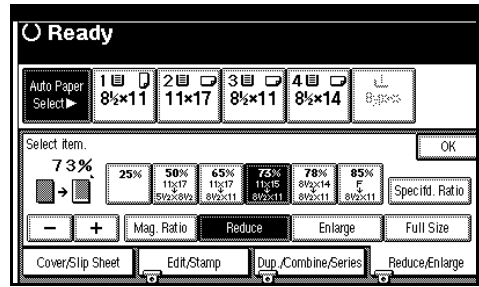 Ready
Auto Paper Select▶
1 8½×11
2 11×17
3 8½×11
4 8½×14
Bypass
Select item.
OK
73%
25%
50% 11×17 ↓ 5½×8½
65% 11×17 ↓ 8½×11
73% 11×15 ↓ 8½×11
78% 8½×14 ↓ 8½×11
85% F ↓ 8½×11
Specifd. Ratio
− + Mag. Ratio Reduce Enlarge Full Size
Cover/Slip Sheet Edit/Stamp Dup./Combine/Series Reduce/Enlarge